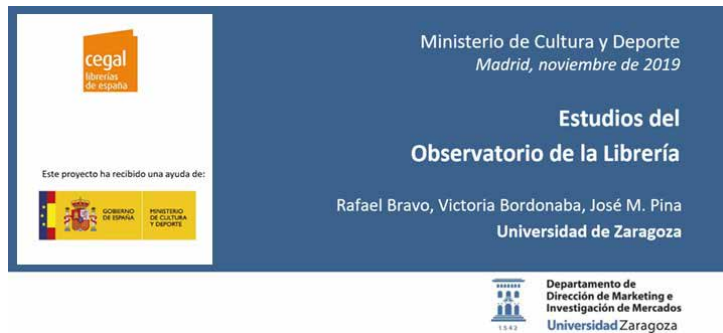 cegal
librerías
de españa
Este proyecto ha recibido una ayuda de:
GOBIERNO
DE ESPAÑA
MINISTERIO
DE CULTURA
Y DEPORTE
Ministerio de Cultura y Deporte
Madrid, noviembre de 2019
Estudios del
Observatorio de la Librería
Rafael Bravo, Victoria Bordonaba, José M. Pina
Universidad de Zaragoza
1542
Departamento de
Dirección de Marketing e
Investigación de Mercados
Universidad Zaragoza